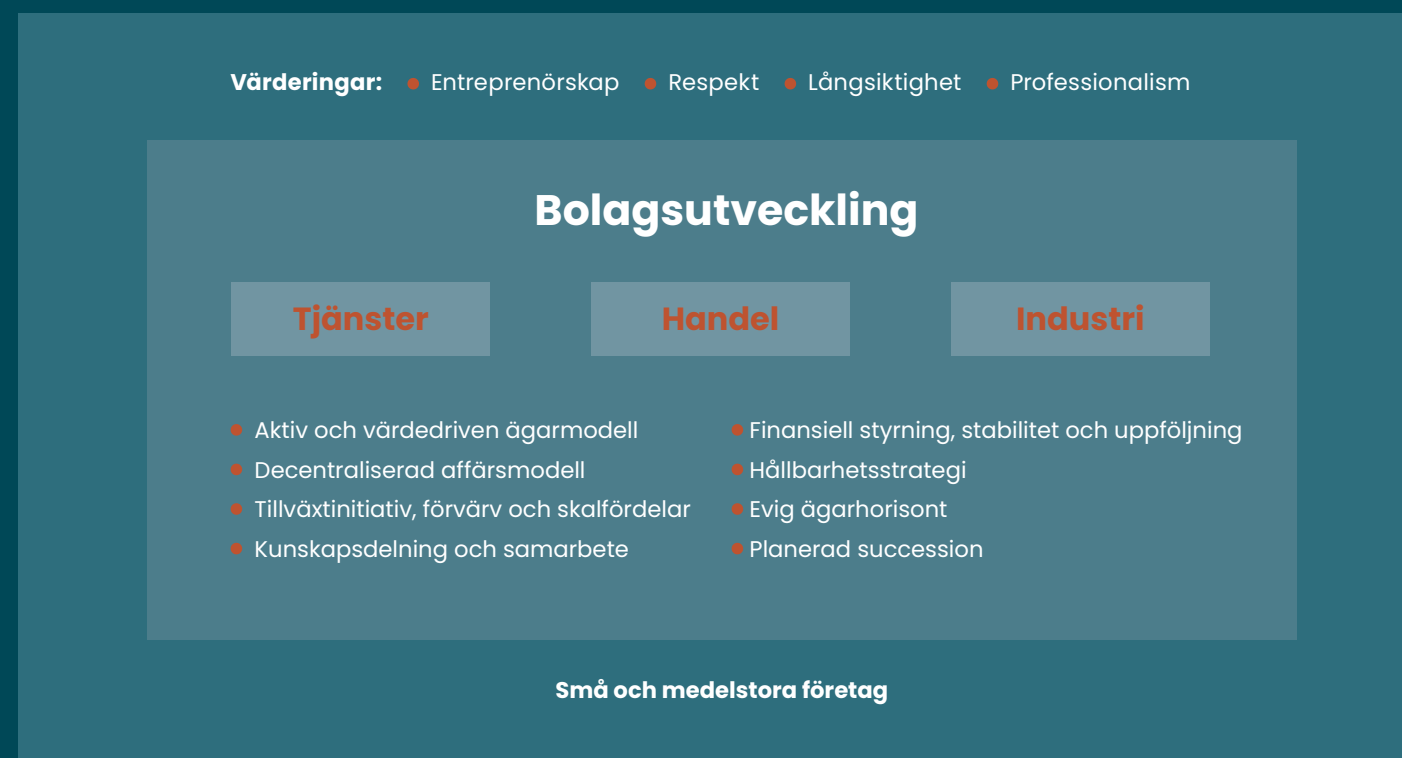 Värderingar: • Entreprenörskap • Respekt • Långsiktighet • Professionalism
Bolagsutveckling
Tjänster
Handel
Industri
• Aktiv och värdedriven ägarmodell
• Decentraliserad affärsmodell
• Tillväxtinitiativ, förvärv och skalfördelar
• Kunskapsdelning och samarbete
• Finansiell styrning, stabilitet och uppföljning
• Hållbarhetsstrategi
• Evig ägarhorisont
• Planerad succession
Små och medelstora företag